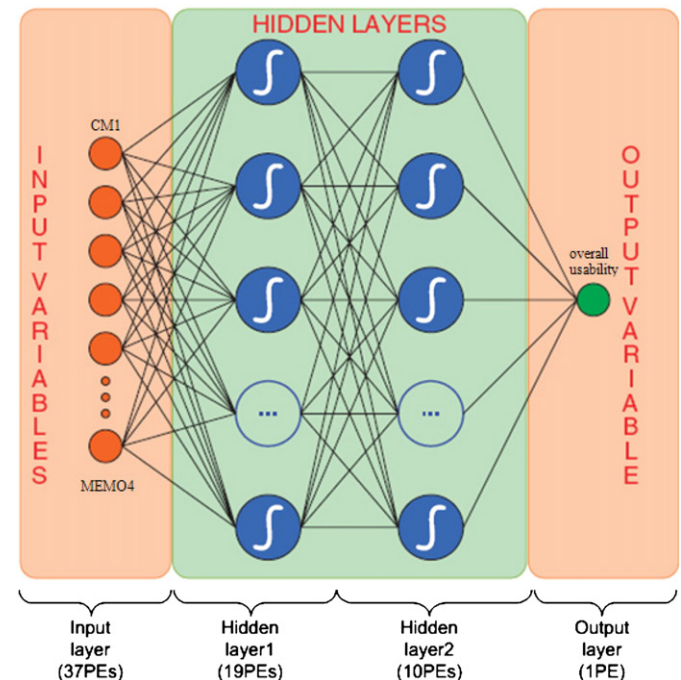 HIDDEN LAYERS
INPUT VARIABLES
CM1
MEMO4
...
...
overall
usability
OUTPUT VARIABLE
Input
layer
(37PEs)
Hidden
layer1
(19PEs)
Hidden
layer2
(10PEs)
Output
layer
(1PE)